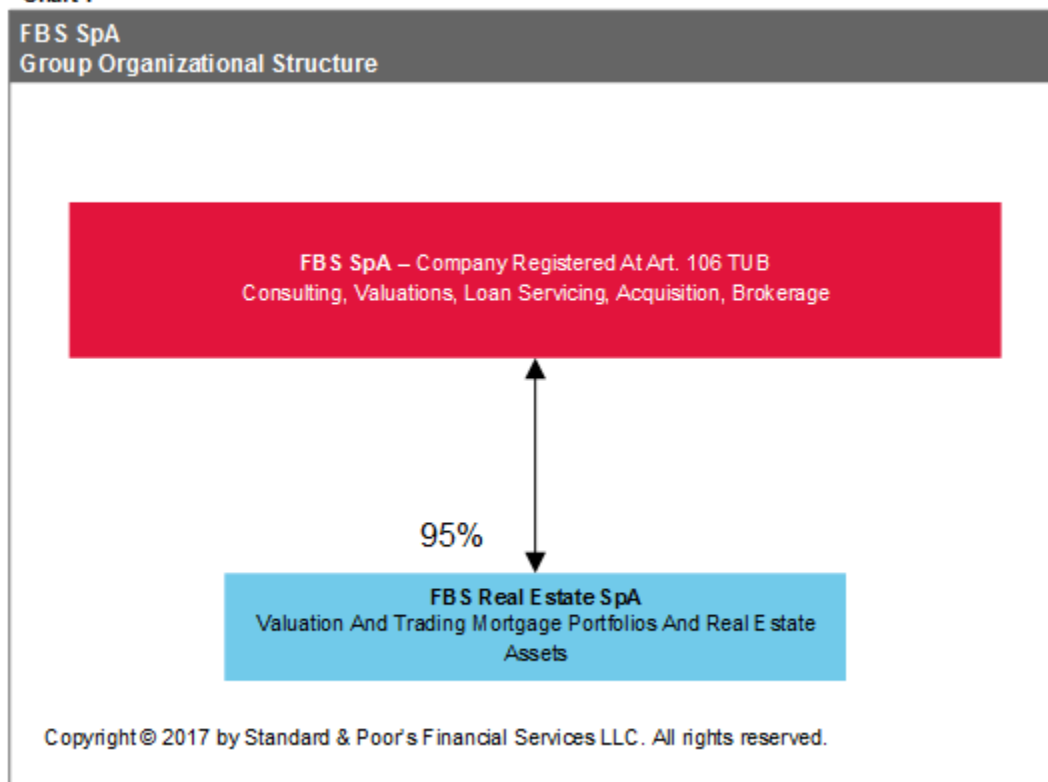 FBS SpA
Group Organizational Structure
FBS SpA – Company Registered At Art. 106 TUB
Consulting, Valuations, Loan Servicing, Acquisition, Brokerage
95%
FBS Real Estate SpA
Valuation And Trading Mortgage Portfolios And Real Estate
Assets
Copyright © 2017 by Standard & Poor's Financial Services LLC. All rights reserved.